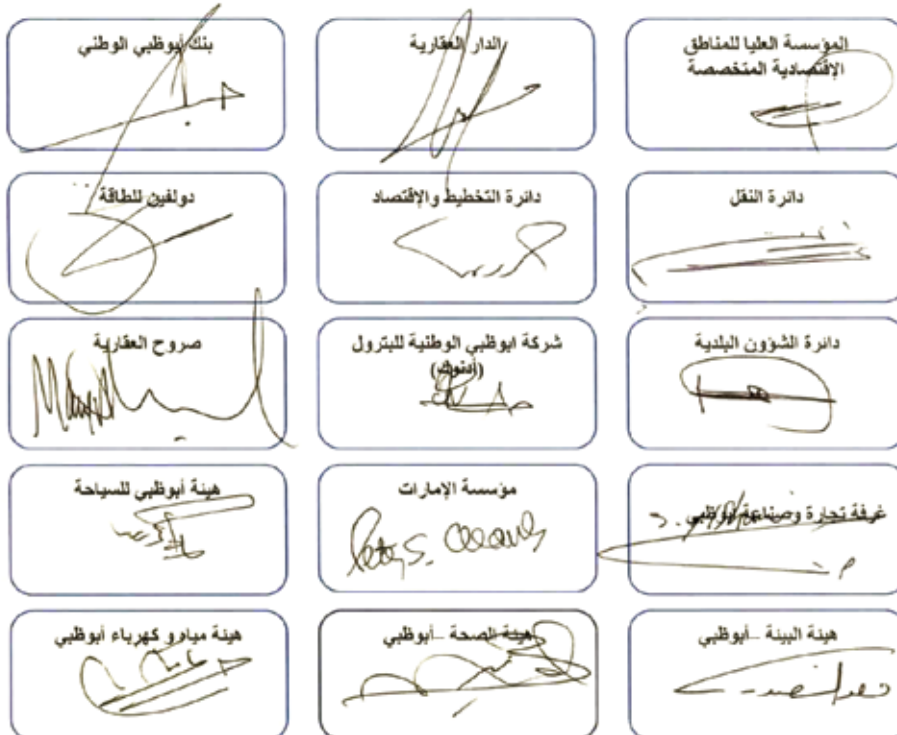 المؤسسة العليا للمناطق
الإقتصادية المتخصصة
الدار العقارية
بنك أبوظبي الوطني
دائرة النقل
دائرة التخطيط والإقتصاد
دولفين للطاقة
دائرة الشؤون البلدية
شركة ابوظبي الوطنية للبترول
(أدنوك)
صروح العقارية
غرفة تجارة وصناعة ابوظبي
مؤسسة الإمارات
هيئة أبوظبي للسياحة
هيئة البيئة – أبوظبي
هيئة الصحة – أبوظبي
هيئة مياه و كهرباء أبوظبي